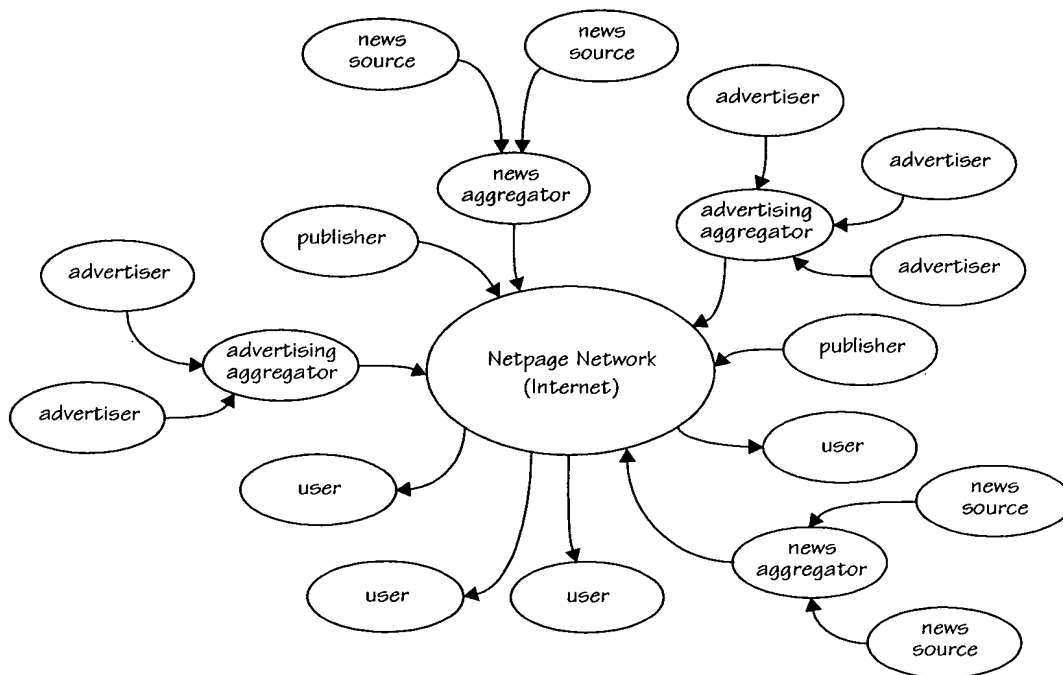 news
source
news
source
advertiser
news
aggregator
advertiser
advertising
aggregator
publisher
advertiser
advertiser
Netpage Network
(Internet)
publisher
advertising
aggregator
advertiser
user
user
news
source
news
aggregator
user
user
news
source